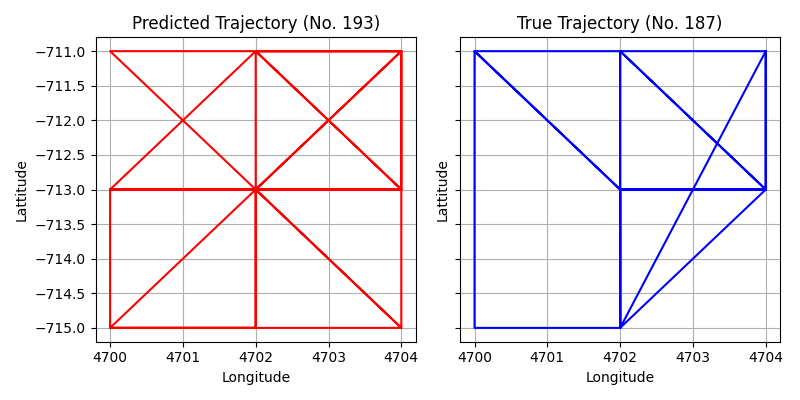 Predicted Trajectory (No. 193)
True Trajectory (No. 187)
−711.0
−711.5
−712.0
−712.5
−713.0
−713.5
−714.0
−714.5
−715.0
Lattitude
Lattitude
4700 4701 4702 4703 4704
4700 4701 4702 4703 4704
Longitude
Longitude